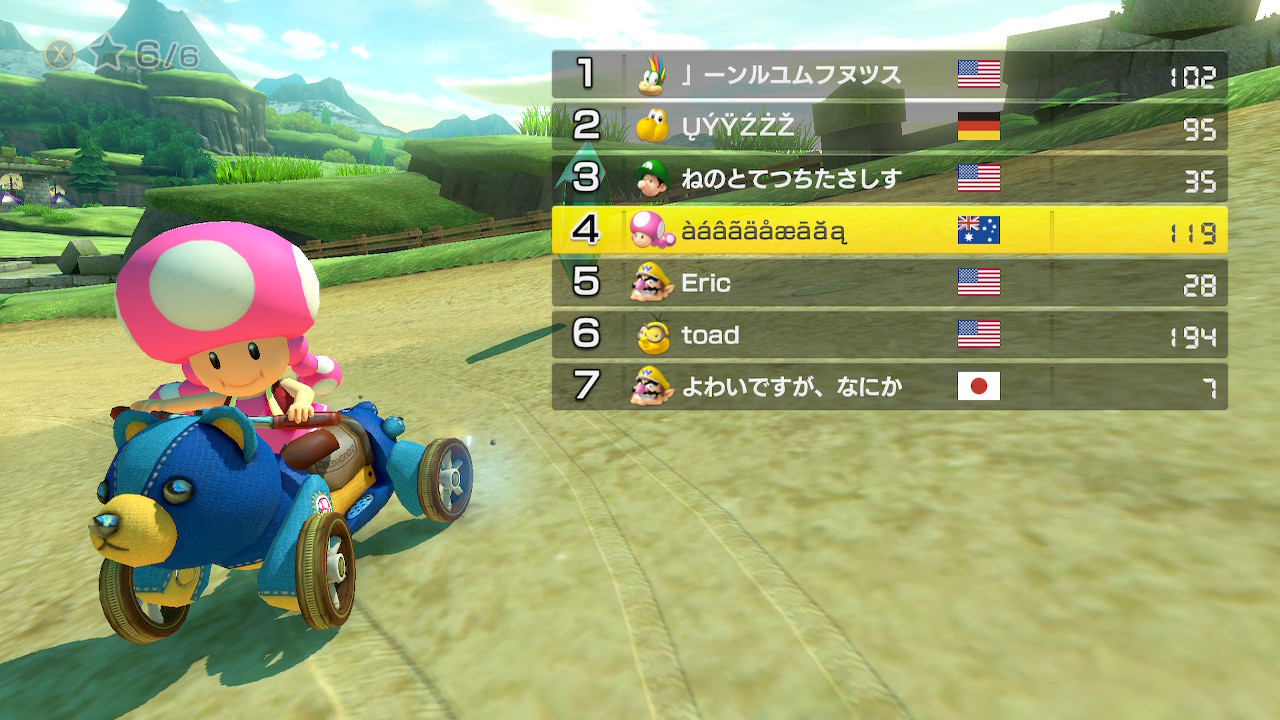 X ★ 6/6
1 」ーンルユムフヌツス 102
2 ŲÝŸŹŻŽ 95
3 ねのとてつちたさしす 35
4 àáâãäåæāăą 119
5 Eric 28
6 toad 194
7 よわいですが、なにか 7